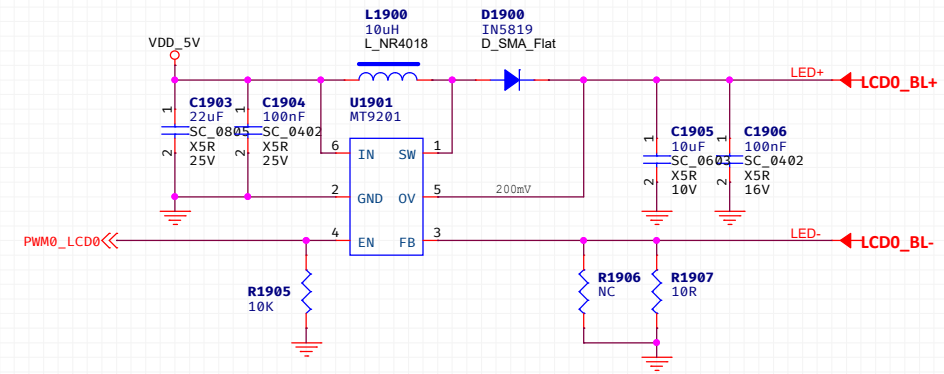 L1900
10uH
L_NR4018
D1900
IN5819
D_SMA_Flat
VDD_5V
LED+
LCD0_BL+
C1903
22uF
SC_0805
X5R
25V
1
2
C1904
100nF
SC_0402
X5R
25V
1
2
U1901
MT9201
6
IN
SW
1
2
GND
OV
5
200mV
4
EN
FB
3
C1905
10uF
SC_0603
X5R
10V
1
2
C1906
100nF
SC_0402
X5R
16V
1
2
PWM0_LCD0
LED-
LCD0_BL-
R1905
10K
R1906
NC
R1907
10R